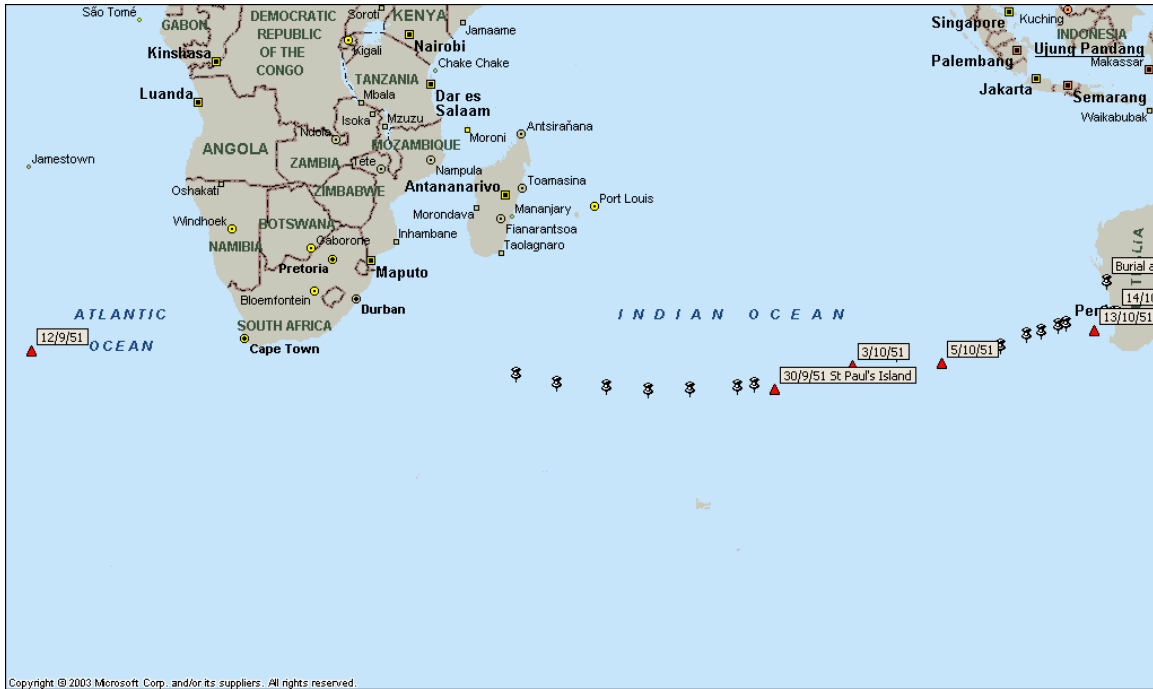 São Tomé
GABON
DEMOCRATIC
REPUBLIC
OF THE
CONGO
Soroti
KENYA
Jamaame
Nairobi
Kigali
Kinshasa
Chake Chake
TANZANIA
Luanda
Mbala
Dar es
Salaam
Isoka
Mzuzu
Antsirañana
Moroni
Ndola
MOZAMBIQUE
ANGOLA
Jamestown
ZAMBIA
Tete
Nampula
Oshakati
ZIMBABWE
Antananarivo
Toamasina
Port Louis
Windhoek
BOTSWANA
Morondava
Mananjary
NAMIBIA
Gaborone
Inhambane
Fianarantsoa
Taolagnaro
Pretoria
Maputo
Bloemfontein
Durban
SOUTH AFRICA
Cape Town
ATLANTIC
OCEAN
12/9/51
INDIAN OCEAN
Singapore
Kuching
INDONESIA
Palembang
Ujung Pandang
Makassar
Jakarta
Semarang
Waikabubak
Burial a
14/10
Per
13/10/51
3/10/51
5/10/51
30/9/51 St Paul's Island
Copyright © 2003 Microsoft Corp. and/or its suppliers. All rights reserved.